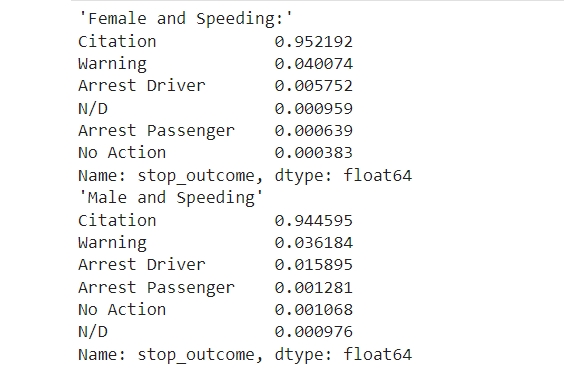 'Female and Speeding:'
Citation 0.952192
Warning 0.040074
Arrest Driver 0.005752
N/D 0.000959
Arrest Passenger 0.000639
No Action 0.000383
Name: stop_outcome, dtype: float64
'Male and Speeding'
Citation 0.944595
Warning 0.036184
Arrest Driver 0.015895
Arrest Passenger 0.001281
No Action 0.001068
N/D 0.000976
Name: stop_outcome, dtype: float64